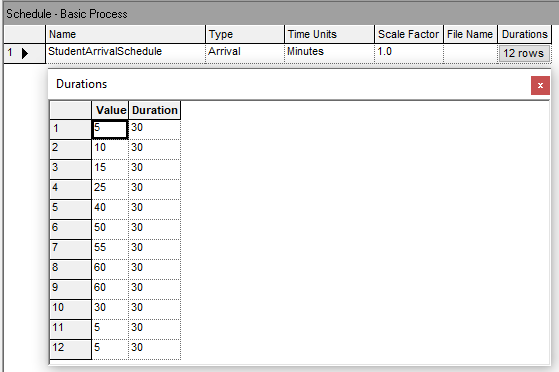 Schedule - Basic Process
Name Type Time Units Scale Factor File Name Durations
1 StudentArrivalSchedule Arrival Minutes 1.0 12 rows
Durations x
Value Duration
1 5 30
2 10 30
3 15 30
4 25 30
5 40 30
6 50 30
7 55 30
8 60 30
9 60 30
10 30 30
11 5 30
12 5 30